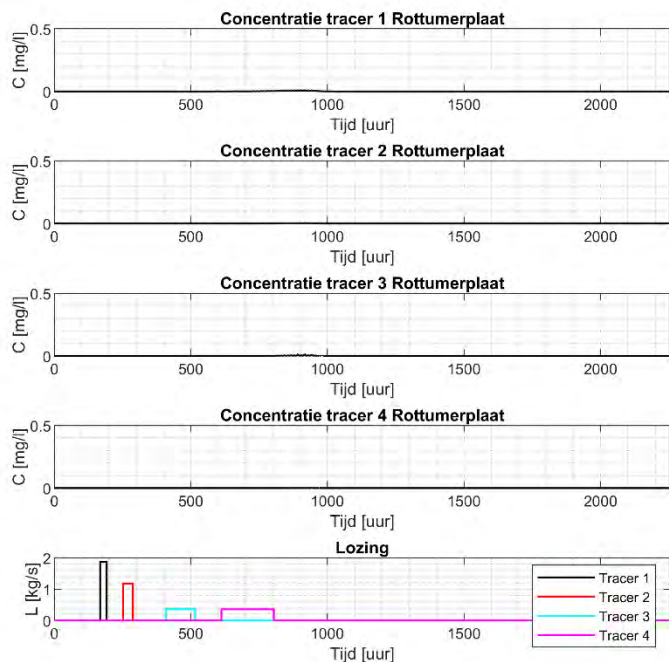 Concentratie tracer 1 Rottumerplaat
C [mg/l]
0.5
0
0 500 1000 1500 2000
Tijd [uur]
Concentratie tracer 2 Rottumerplaat
C [mg/l]
0.5
0
0 500 1000 1500 2000
Tijd [uur]
Concentratie tracer 3 Rottumerplaat
C [mg/l]
0.5
0
0 500 1000 1500 2000
Tijd [uur]
Concentratie tracer 4 Rottumerplaat
C [mg/l]
0.5
0
0 500 1000 1500 2000
Tijd [uur]
Lozing
L [kg/s]
2
1
0
Tracer 1
Tracer 2
Tracer 3
Tracer 4
0 500 1000 1500 2000
Tijd [uur]